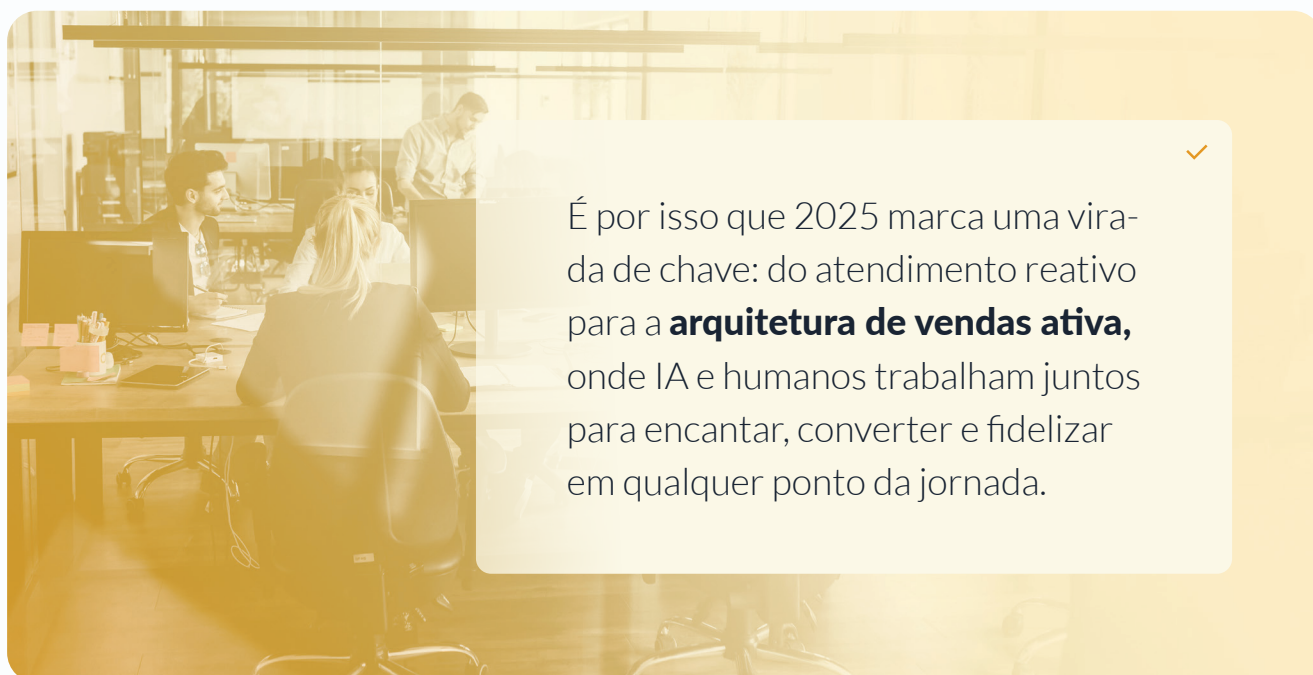 É por isso que 2025 marca uma vira-
da de chave: do atendimento reativo
para a arquitetura de vendas ativa,
onde IA e humanos trabalham juntos
para encantar, converter e fidelizar
em qualquer ponto da jornada.